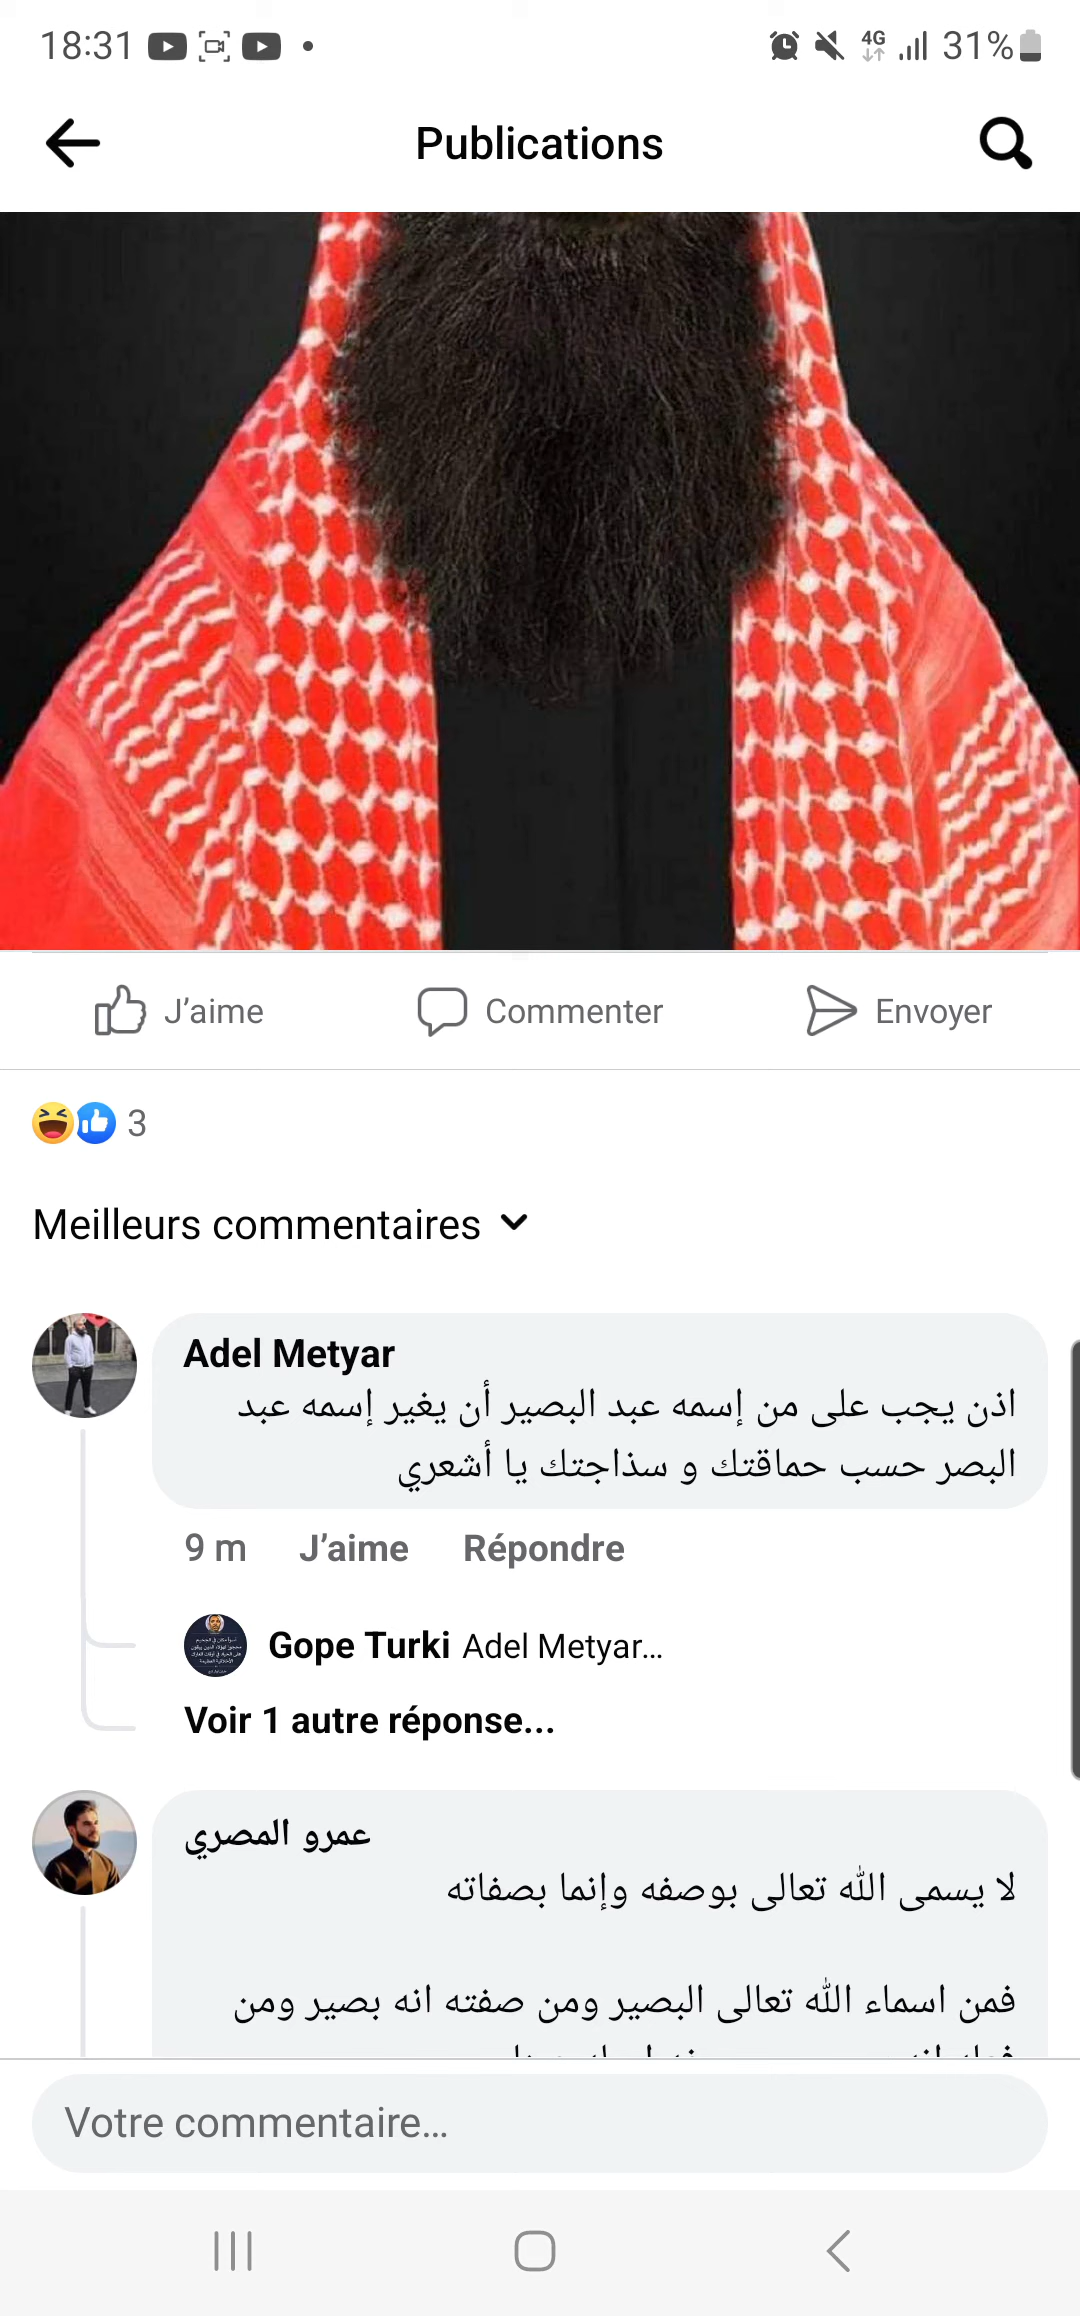 18:31
4G
31%
Publications
J’aime
Commenter
Envoyer
3
Meilleurs commentaires
Adel Metyar
اذن يجب على من إسمه عبد البصير أن يغير إسمه عبد
البصر حسب حماقتك و سذاجتك يا أشعري
9 m J’aime Répondre
Gope Turki Adel Metyar...
Voir 1 autre réponse...
عمرو المصري
لا يسمى الله تعالى بوصفه وإنما بصفاته
فمن اسماء الله تعالى البصير ومن صفته انه بصير ومن
Votre commentaire...